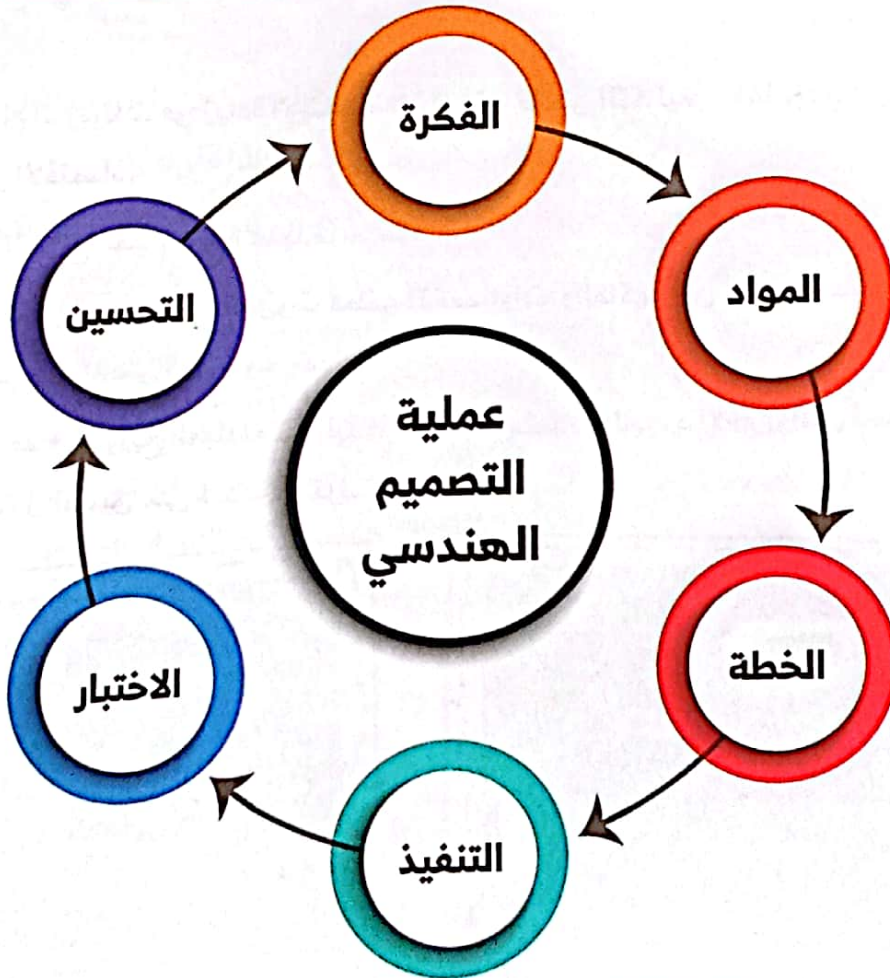 الفكرة
المواد
الخطة
التنفيذ
الاختبار
التحسين
عملية
التصميم
الهندسي